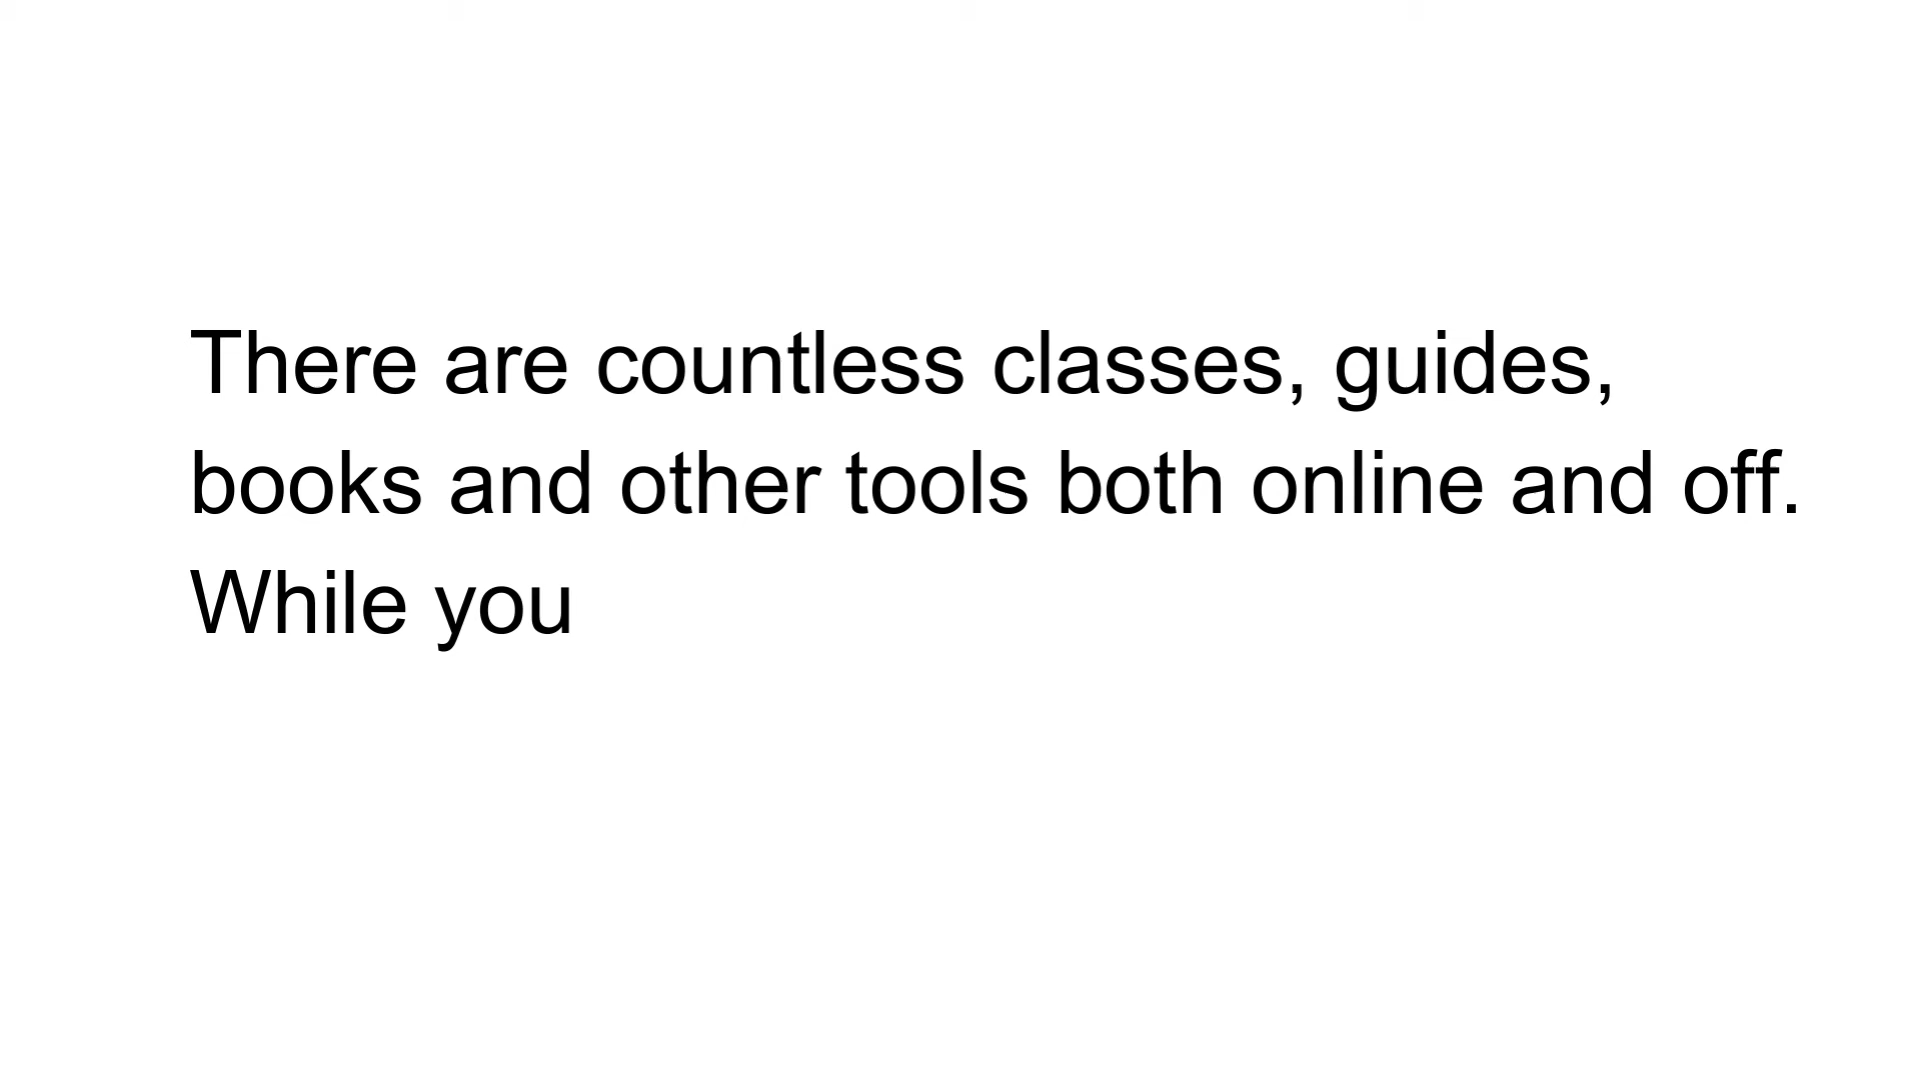 There are countless classes, guides,
books and other tools both online and off.
While you